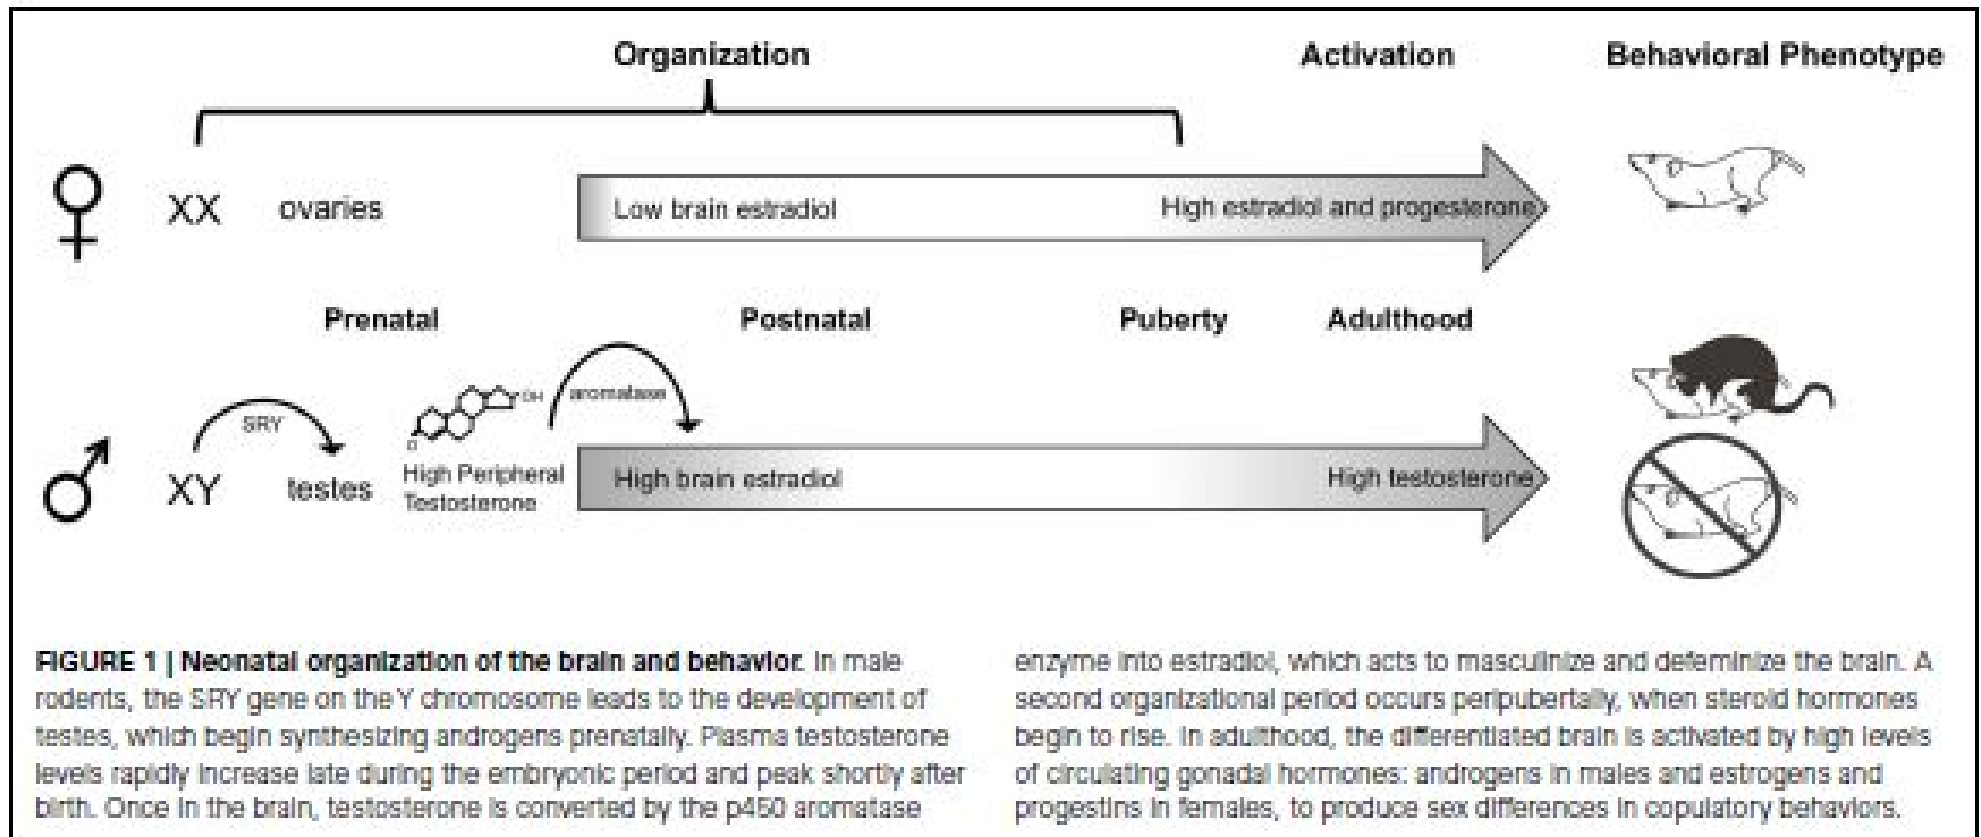 Organization
Activation
Behavioral Phenotype
XX
ovaries
Low brain estradiol
High estradiol and progesterone
Prenatal
Postnatal
Puberty
Adulthood
OH
aromatase
SRY
O
XY
testes
High Peripheral
Testosterone
High brain estradiol
High testosterone
FIGURE 1 | Neonatal organization of the brain and behavior. In male
rodents, the SRY gene on the Y chromosome leads to the development of
testes, which begin synthesizing androgens prenatally. Plasma testosterone
levels rapidly increase late during the embryonic period and peak shortly after
birth. Once in the brain, testosterone is converted by the p450 aromatase
enzyme into estradiol, which acts to masculinize and defeminize the brain. A
second organizational period occurs peripubertally, when steroid hormones
begin to rise. In adulthood, the differentiated brain is activated by high levels
of circulating gonadal hormones: androgens in males and estrogens and
progestins in females, to produce sex differences in copulatory behaviors.